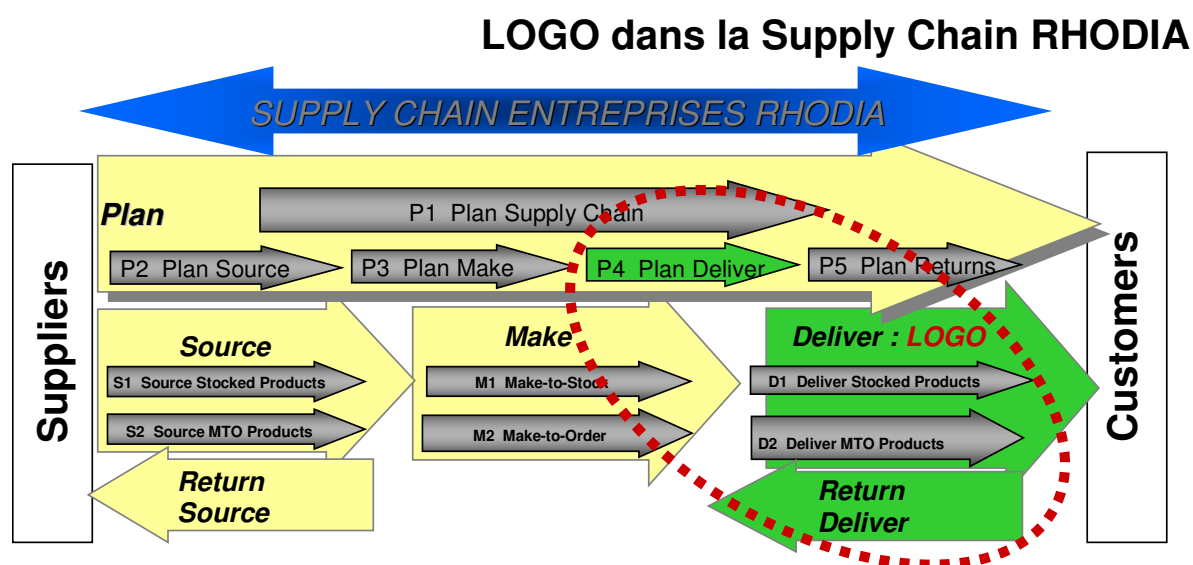 LOGO dans la Supply Chain RHODIA
SUPPLY CHAIN ENTREPRISES RHODIA
Suppliers
Plan
P1 Plan Supply Chain
P2 Plan Source
P3 Plan Make
P4 Plan Deliver
P5 Plan Returns
Source
S1 Source Stocked Products
S2 Source MTO Products
Return
Source
Make
M1 Make-to-Stock
M2 Make-to-Order
Deliver : LOGO
D1 Deliver Stocked Products
D2 Deliver MTO Products
Return
Deliver
Customers